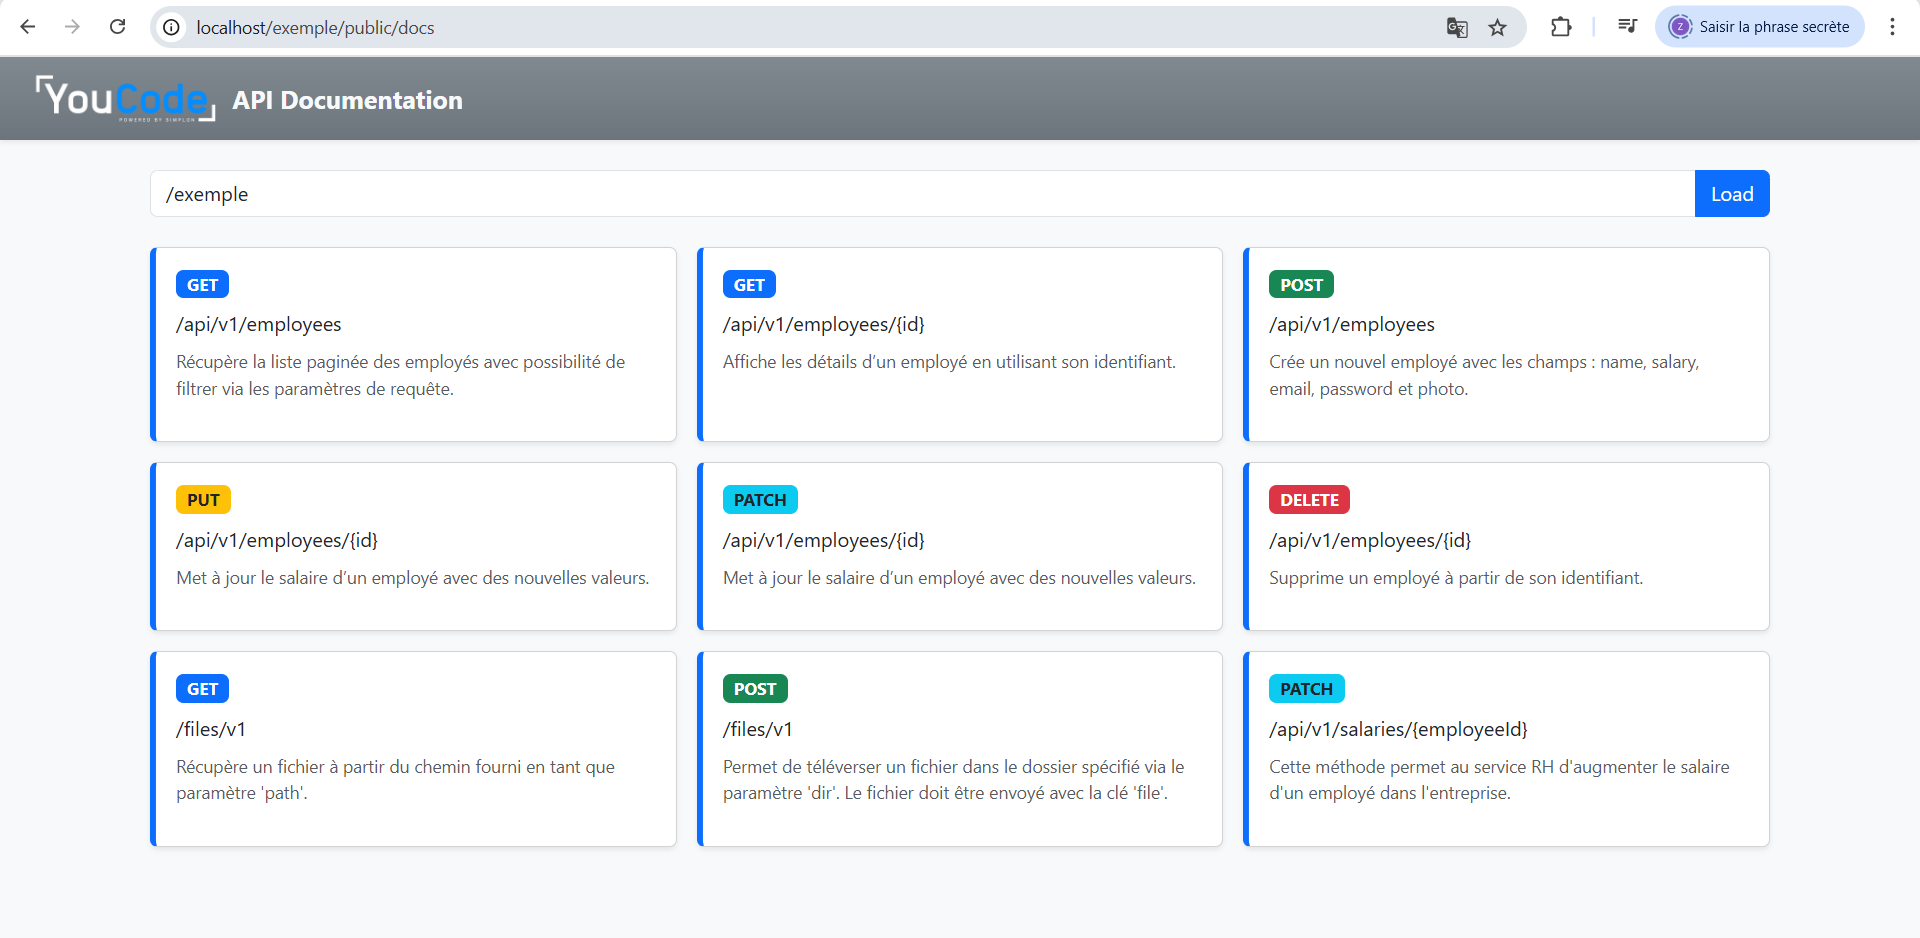 localhost/exemple/public/docs
Z
Saisir la phrase secrète
YouCode
POWERED BY SIMPLON
API Documentation
/exemple
Load
GET
/api/v1/employees
Récupère la liste paginée des employés avec possibilité de
filtrer via les paramètres de requête.
GET
/api/v1/employees/{id}
Affiche les détails d’un employé en utilisant son identifiant.
POST
/api/v1/employees
Crée un nouvel employé avec les champs : name, salary,
email, password et photo.
PUT
/api/v1/employees/{id}
Met à jour le salaire d’un employé avec des nouvelles valeurs.
PATCH
/api/v1/employees/{id}
Met à jour le salaire d’un employé avec des nouvelles valeurs.
DELETE
/api/v1/employees/{id}
Supprime un employé à partir de son identifiant.
GET
/files/v1
Récupère un fichier à partir du chemin fourni en tant que
paramètre 'path'.
POST
/files/v1
Permet de téléverser un fichier dans le dossier spécifié via le
paramètre 'dir'. Le fichier doit être envoyé avec la clé 'file'.
PATCH
/api/v1/salaries/{employeeId}
Cette méthode permet au service RH d'augmenter le salaire
d'un employé dans l'entreprise.